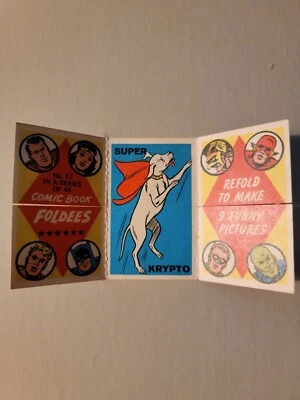 No. 11
IN A SERIES
OF 44
COMIC BOOK
FOLDEES
★★★★★★
SUPER
KRYPTO
REFOLD
TO MAKE
9 FUNNY
PICTURES